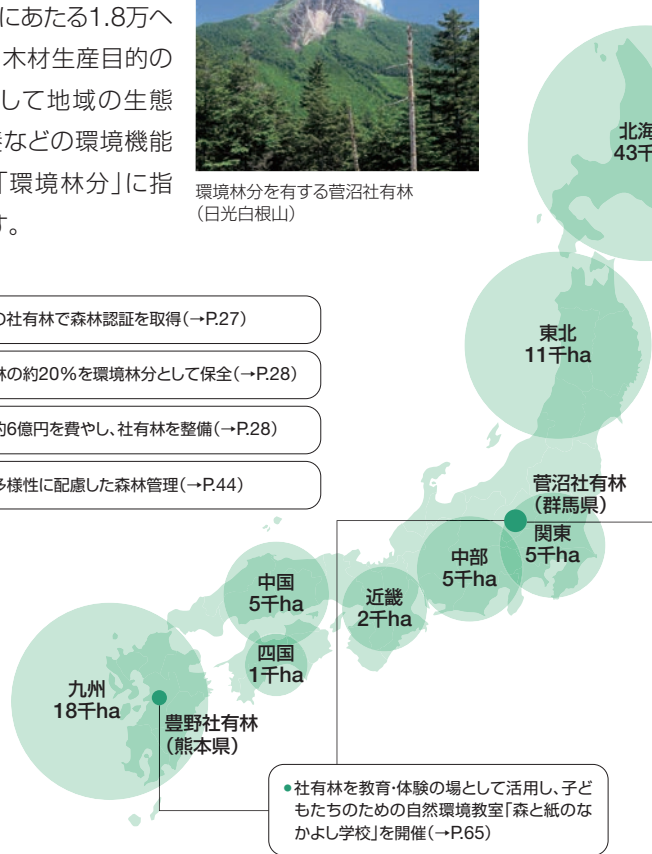 にあたる1.8万ヘ
木材生産目的の
して地域の生態
などの環境機能
「環境林分」に指
す。
環境林分を有する菅沼社有林
(日光白根山)
の社有林で森林認証を取得(→P.27)
林の約20%を環境林分として保全(→P.28)
約6億円を費やし、社有林を整備(→P.28)
多様性に配慮した森林管理(→P.44)
北海
43千
東北
11千ha
菅沼社有林
(群馬県)
関東
5千ha
中部
5千ha
近畿
2千ha
中国
5千ha
四国
1千ha
九州
18千ha
豊野社有林
(熊本県)
●社有林を教育・体験の場として活用し、子ど
もたちのための自然環境教室「森と紙のな
かよし学校」を開催(→P.65)